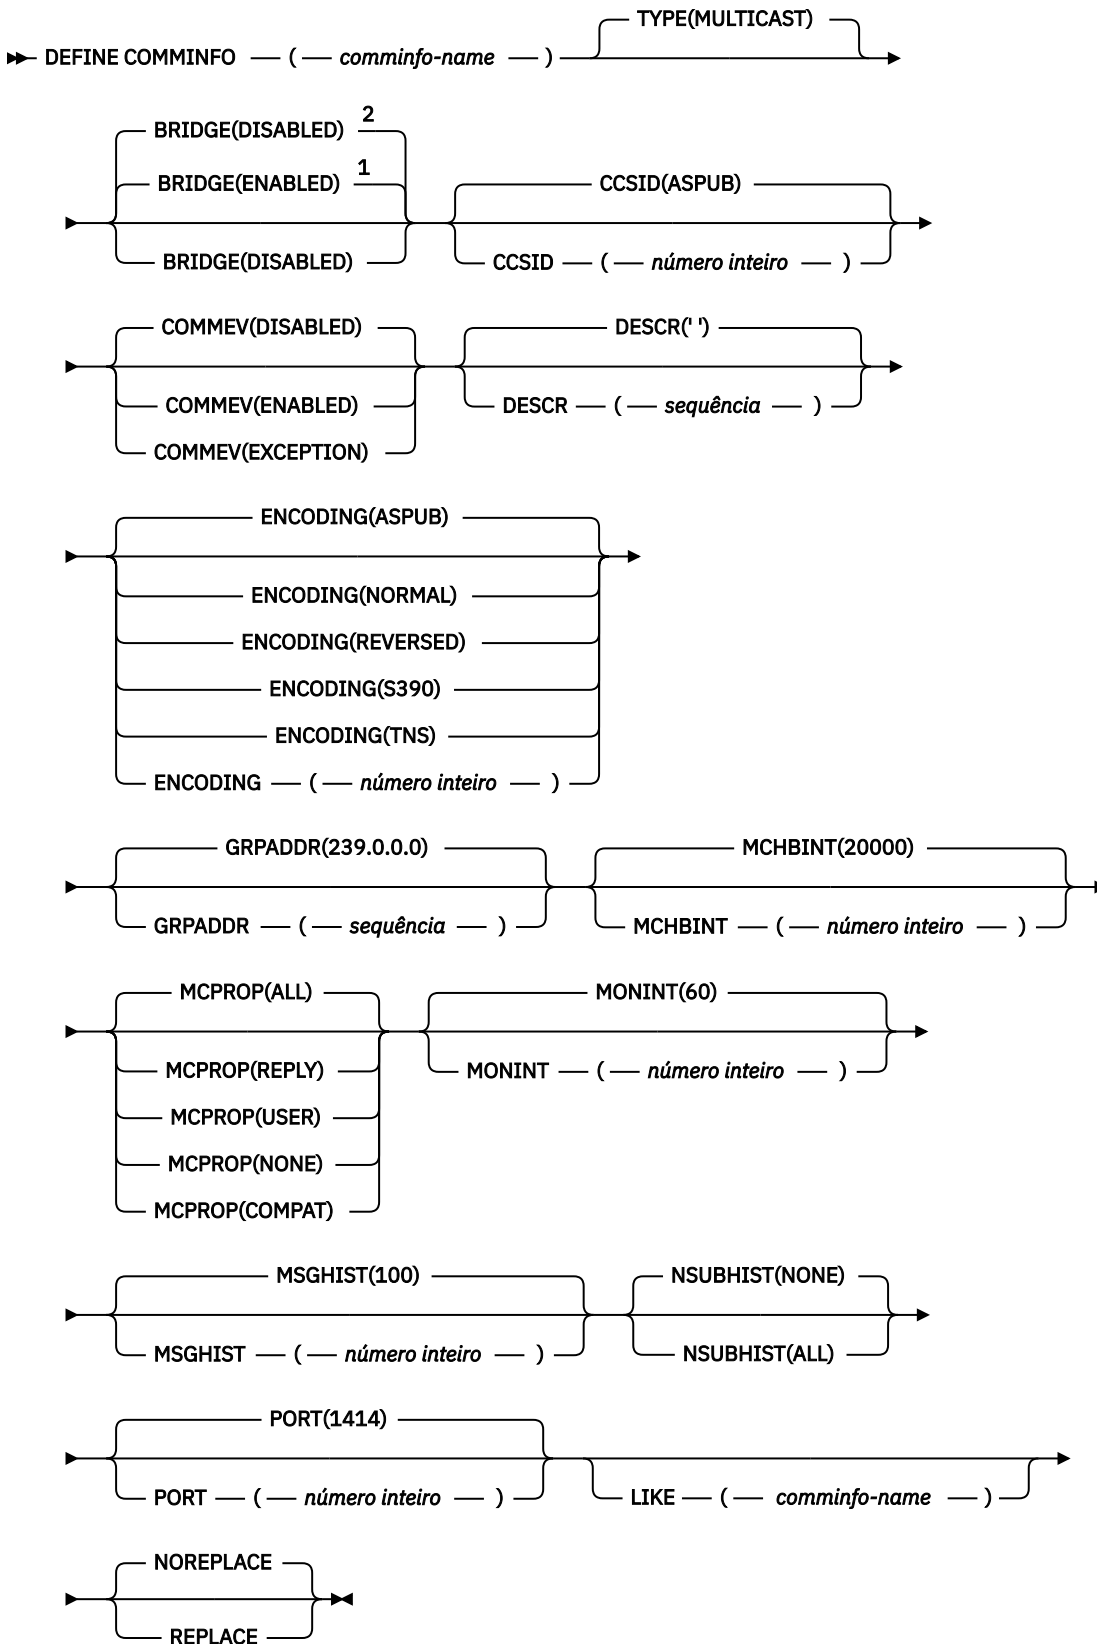 TYPE(MULTICAST)
DEFINE COMMINFO ( comminfo-name )
BRIDGE(DISABLED) 2
BRIDGE(ENABLED) 1 CCSID(ASPUB)
BRIDGE(DISABLED) CCSID ( número inteiro )
COMMEV(DISABLED) DESCR(' ')
COMMEV(ENABLED) DESCR ( sequência )
COMMEV(EXCEPTION)
ENCODING(ASPUB)
ENCODING(NORMAL)
ENCODING(REVERSED)
ENCODING(S390)
ENCODING(TNS)
ENCODING ( número inteiro )
GRPADDR(239.0.0.0) MCHBINT(20000)
GRPADDR ( sequência ) MCHBINT ( número inteiro )
MCPROP(ALL) MONINT(60)
MCPROP(REPLY) MONINT ( número inteiro )
MCPROP(USER)
MCPROP(NONE)
MCPROP(COMPAT)
MSGHIST(100) NSUBHIST(NONE)
MSGHIST ( número inteiro ) NSUBHIST(ALL)
PORT(1414)
PORT ( número inteiro ) LIKE ( comminfo-name )
NOREPLACE
REPLACE